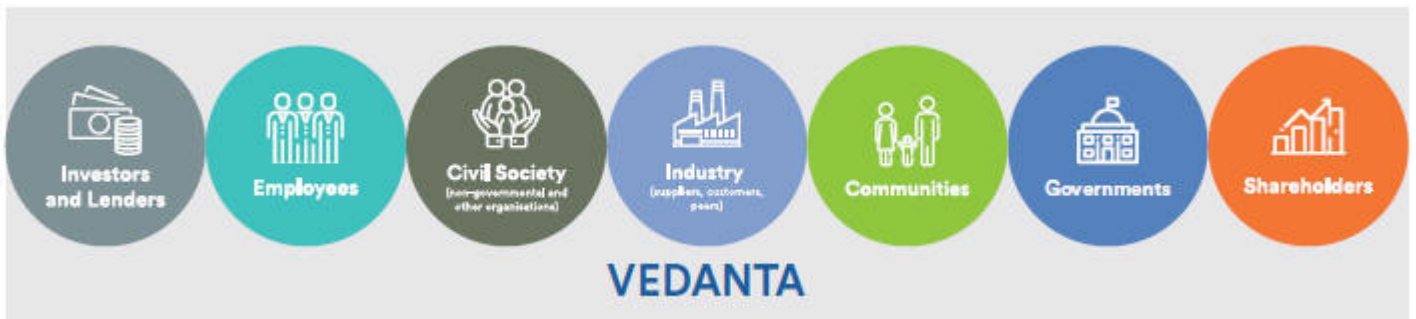 Investors
and Lenders
Employees
Civil Society
(non-governmental and
other organisations)
Industry
(suppliers, customers,
peers)
Communities
Governments
Shareholders
VEDANTA